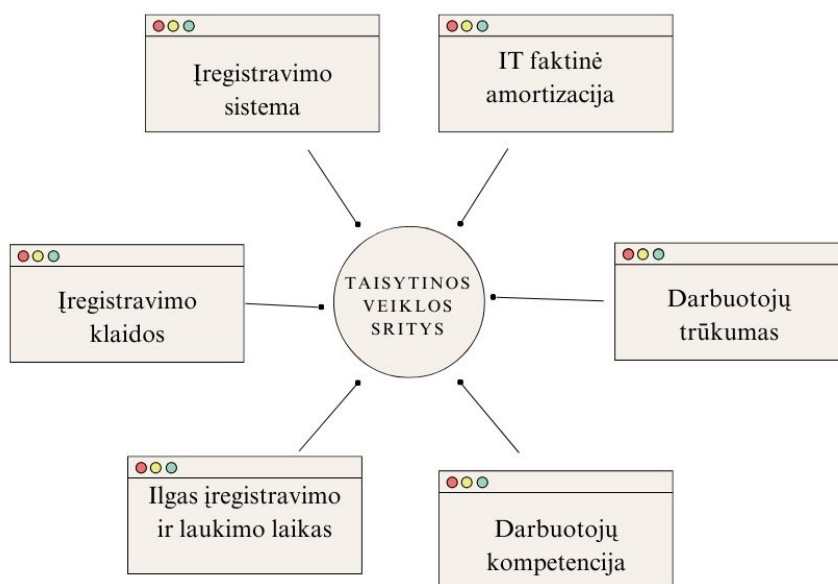 Įregistravimo
sistema
IT faktinė
amortizacija
Įregistravimo
klaidos
TAISYTINOS
VEIKLOS
SRITYS
Darbuotojų
trūkumas
Ilgas įregistravimo
ir laukimo laikas
Darbuotojų
kompetencija